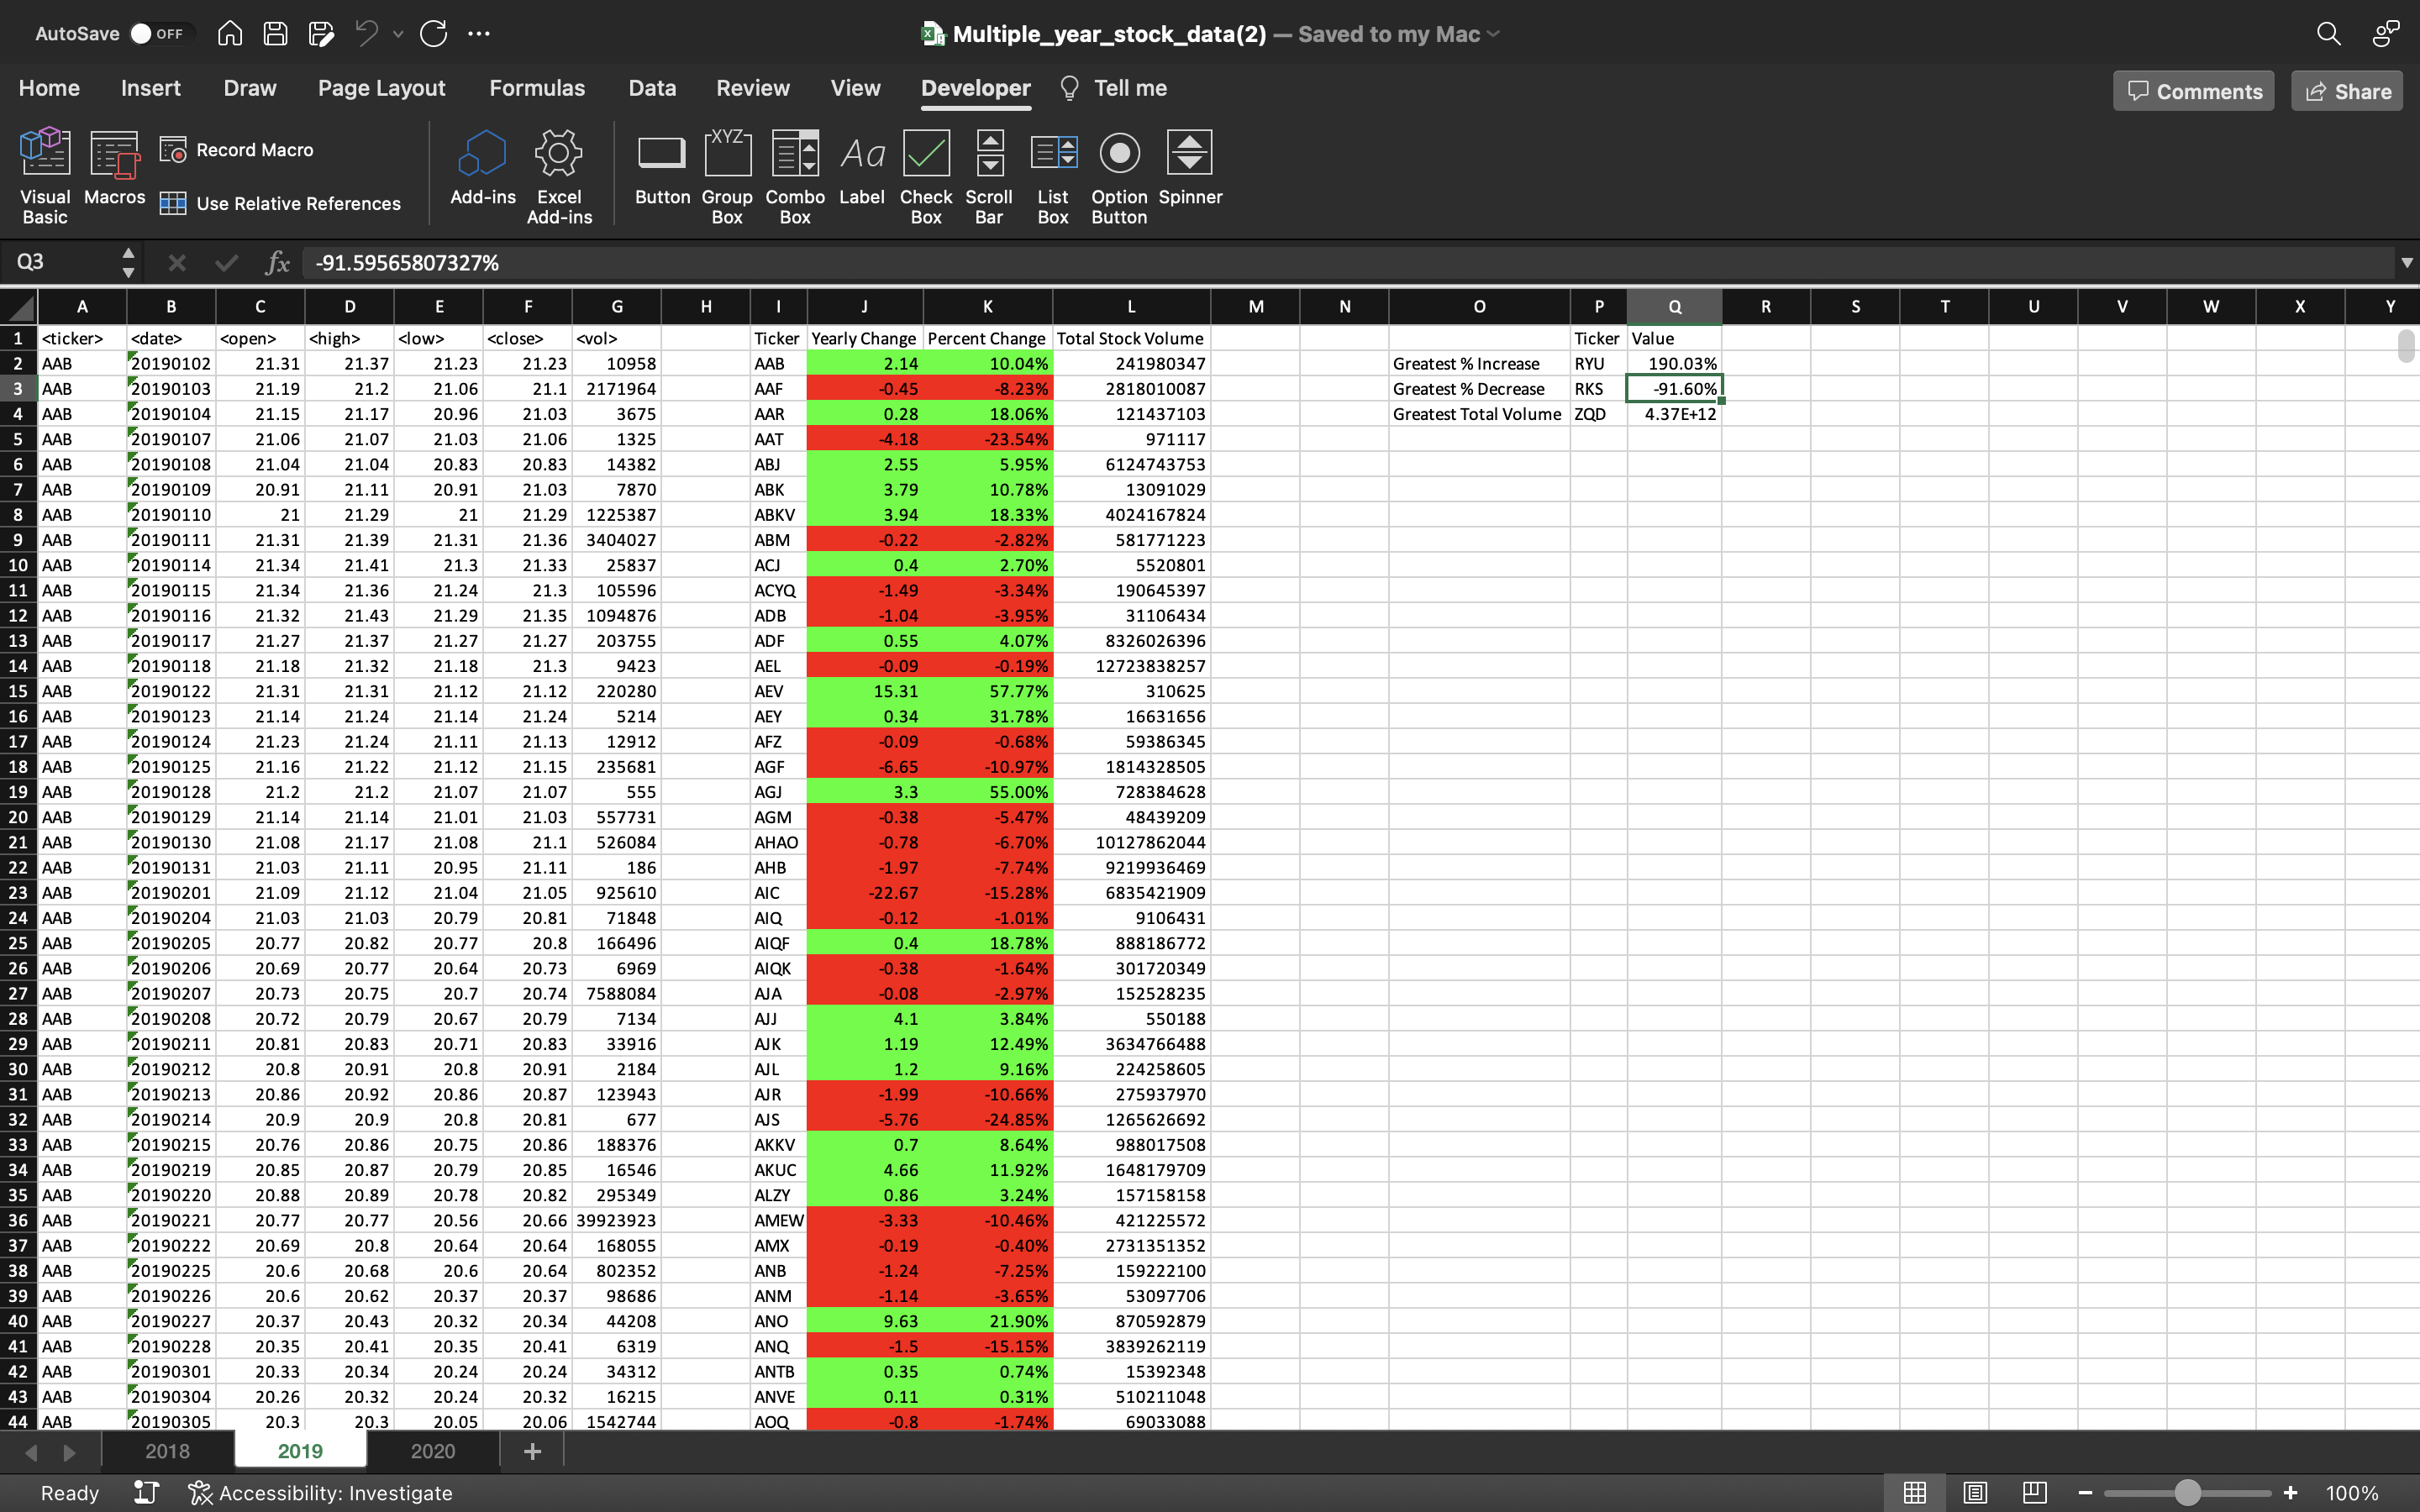 AutoSave OFF Multiple_year_stock_data(2) — Saved to my Mac
Home Insert Draw Page Layout Formulas Data Review View Developer Tell me Comments Share
Visual Basic Macros Record Macro Use Relative References Add-ins Excel Add-ins Button Group Box Combo Box Label Check Box Scroll Bar List Box Option Button Spinner
XYZ Aa
Q3 fx -91.59565807327%
A B C D E F G H I J K L M N O P Q R S T U V W X Y
1 <ticker> <date> <open> <high> <low> <close> <vol> Ticker Yearly Change Percent Change Total Stock Volume Ticker Value
2 AAB 20190102 21.31 21.37 21.23 21.23 10958 AAB 2.14 10.04% 241980347 Greatest % Increase RYU 190.03%
3 AAB 20190103 21.19 21.2 21.06 21.1 2171964 AAF -0.45 -8.23% 2818010087 Greatest % Decrease RKS -91.60%
4 AAB 20190104 21.15 21.17 20.96 21.03 3675 AAR 0.28 18.06% 121437103 Greatest Total Volume ZQD 4.37E+12
5 AAB 20190107 21.06 21.07 21.03 21.06 1325 AAT -4.18 -23.54% 971117
6 AAB 20190108 21.04 21.04 20.83 20.83 14382 ABJ 2.55 5.95% 6124743753
7 AAB 20190109 20.91 21.11 20.91 21.03 7870 ABK 3.79 10.78% 13091029
8 AAB 20190110 21 21.29 21 21.29 1225387 ABKV 3.94 18.33% 4024167824
9 AAB 20190111 21.31 21.39 21.31 21.36 3404027 ABM -0.22 -2.82% 581771223
10 AAB 20190114 21.34 21.41 21.3 21.33 25837 ACJ 0.4 2.70% 5520801
11 AAB 20190115 21.34 21.36 21.24 21.3 105596 ACYQ -1.49 -3.34% 190645397
12 AAB 20190116 21.32 21.43 21.29 21.35 1094876 ADB -1.04 -3.95% 31106434
13 AAB 20190117 21.27 21.37 21.27 21.27 203755 ADF 0.55 4.07% 8326026396
14 AAB 20190118 21.18 21.32 21.18 21.3 9423 AEL -0.09 -0.19% 12723838257
15 AAB 20190122 21.31 21.31 21.12 21.12 220280 AEV 15.31 57.77% 310625
16 AAB 20190123 21.14 21.24 21.14 21.24 5214 AEY 0.34 31.78% 16631656
17 AAB 20190124 21.23 21.24 21.11 21.13 12912 AFZ -0.09 -0.68% 59386345
18 AAB 20190125 21.16 21.22 21.12 21.15 235681 AGF -6.65 -10.97% 1814328505
19 AAB 20190128 21.2 21.2 21.07 21.07 555 AGJ 3.3 55.00% 728384628
20 AAB 20190129 21.14 21.14 21.01 21.03 557731 AGM -0.38 -5.47% 48439209
21 AAB 20190130 21.08 21.17 21.08 21.1 526084 AHAO -0.78 -6.70% 10127862044
22 AAB 20190131 21.03 21.11 20.95 21.11 186 AHB -1.97 -7.74% 9219936469
23 AAB 20190201 21.09 21.12 21.04 21.05 925610 AIC -22.67 -15.28% 6835421909
24 AAB 20190204 21.03 21.03 20.79 20.81 71848 AIQ -0.12 -1.01% 9106431
25 AAB 20190205 20.77 20.82 20.77 20.8 166496 AIQF 0.4 18.78% 888186772
26 AAB 20190206 20.69 20.77 20.64 20.73 6969 AIQK -0.38 -1.64% 301720349
27 AAB 20190207 20.73 20.75 20.7 20.74 7588084 AJA -0.08 -2.97% 152528235
28 AAB 20190208 20.72 20.79 20.67 20.79 7134 AJJ 4.1 3.84% 550188
29 AAB 20190211 20.81 20.83 20.71 20.83 33916 AJK 1.19 12.49% 3634766488
30 AAB 20190212 20.8 20.91 20.8 20.91 2184 AJL 1.2 9.16% 224258605
31 AAB 20190213 20.86 20.92 20.86 20.87 123943 AJR -1.99 -10.66% 275937970
32 AAB 20190214 20.9 20.9 20.8 20.81 677 AJS -5.76 -24.85% 1265626692
33 AAB 20190215 20.76 20.86 20.75 20.86 188376 AKKV 0.7 8.64% 988017508
34 AAB 20190219 20.85 20.87 20.79 20.85 16546 AKUC 4.66 11.92% 1648179709
35 AAB 20190220 20.88 20.89 20.78 20.82 295349 ALZY 0.86 3.24% 157158158
36 AAB 20190221 20.77 20.77 20.56 20.66 39923923 AMEW -3.33 -10.46% 421225572
37 AAB 20190222 20.69 20.8 20.64 20.64 168055 AMX -0.19 -0.40% 2731351352
38 AAB 20190225 20.6 20.68 20.6 20.64 802352 ANB -1.24 -7.25% 159222100
39 AAB 20190226 20.6 20.62 20.37 20.37 98686 ANM -1.14 -3.65% 53097706
40 AAB 20190227 20.37 20.43 20.32 20.34 44208 ANO 9.63 21.90% 870592879
41 AAB 20190228 20.35 20.41 20.35 20.41 6319 ANQ -1.5 -15.15% 3839262119
42 AAB 20190301 20.33 20.34 20.24 20.24 34312 ANTB 0.35 0.74% 15392348
43 AAB 20190304 20.26 20.32 20.24 20.32 16215 ANVE 0.11 0.31% 510211048
44 AAB 20190305 20.3 20.3 20.05 20.06 1542744 AOQ -0.8 -1.74% 69033088
2018 2019 2020 +
Ready Accessibility: Investigate 100%